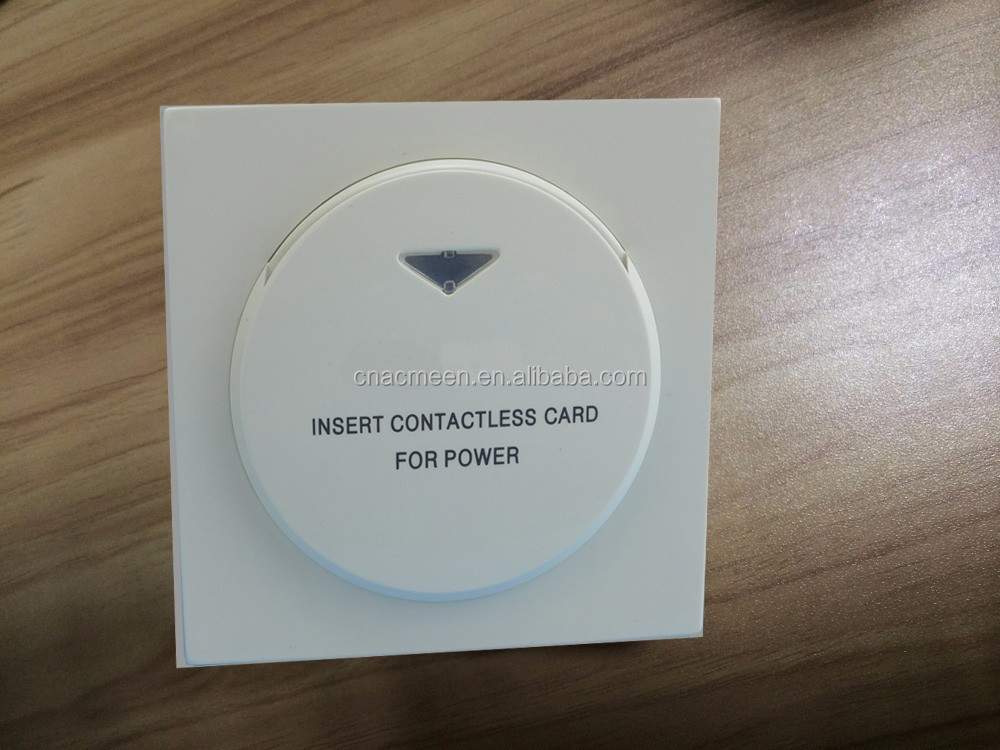 cnacmeen.en.alibaba.com
INSERT CONTACTLESS CARD
FOR POWER